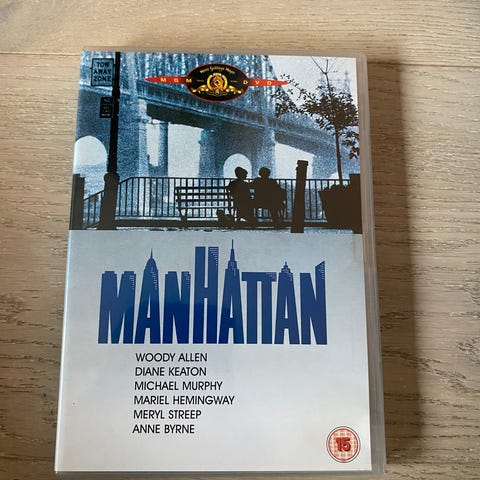 TOW
AWAY
ZONE
MGM DVD
MANHATTAN
WOODY ALLEN
DIANE KEATON
MICHAEL MURPHY
MARIEL HEMINGWAY
MERYL STREEP
ANNE BYRNE
15